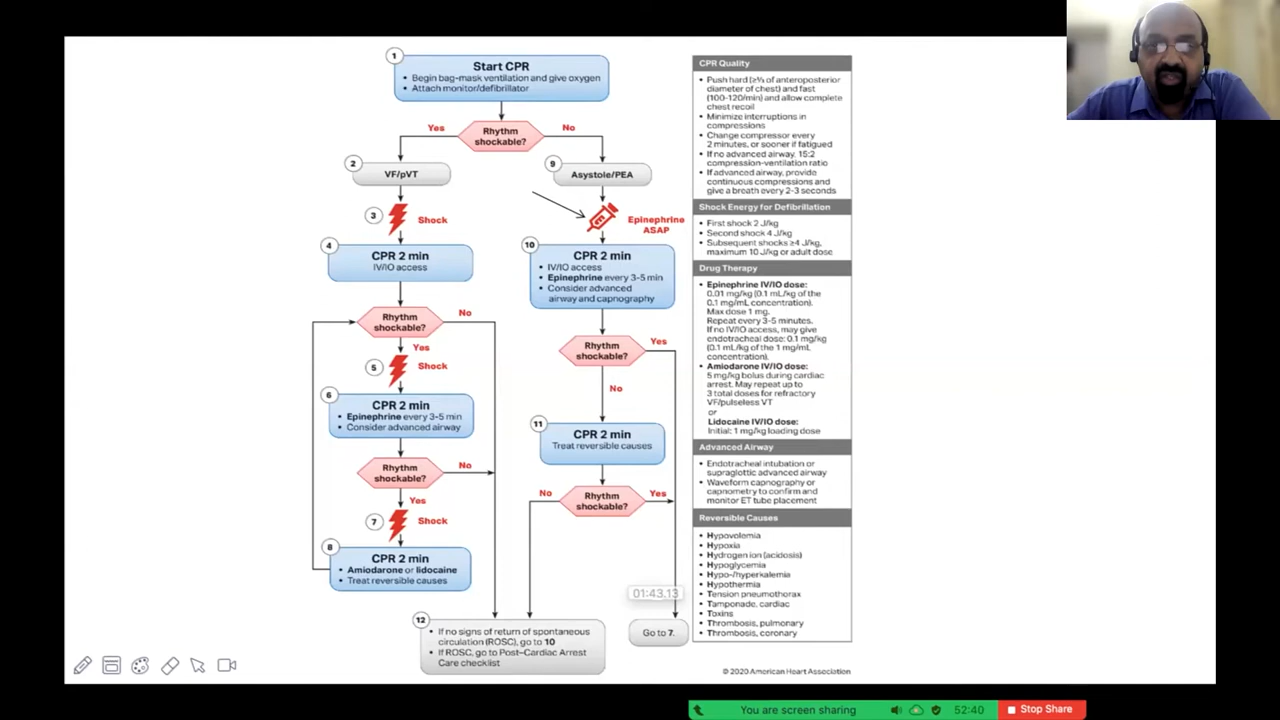 1
Start CPR
• Begin bag-mask ventilation and give oxygen
• Attach monitor/defibrillator
Yes
Rhythm
shockable?
No
2
VF/pVT
9
Asystole/PEA
3
Shock
Epinephrine
ASAP
4
CPR 2 min
IV/IO access
10
CPR 2 min
• IV/IO access
• Epinephrine every 3-5 min
• Consider advanced
airway and capnography
Rhythm
shockable?
No
Yes
Rhythm
shockable?
Yes
No
5
Shock
6
CPR 2 min
• Epinephrine every 3-5 min
• Consider advanced airway
11
CPR 2 min
Treat reversible causes
Rhythm
shockable?
No
Yes
No
Rhythm
shockable?
Yes
7
Shock
8
CPR 2 min
• Amiodarone or lidocaine
• Treat reversible causes
01:43.13
12
• If no signs of return of spontaneous
circulation (ROSC), go to 10
• If ROSC, go to Post–Cardiac Arrest
Care checklist
Go to 7.
CPR Quality
• Push hard (≥⅓ of anteroposterior
diameter of chest) and fast
(100-120/min) and allow complete
chest recoil
• Minimize interruptions in
compressions
• Change compressor every
2 minutes, or sooner if fatigued
• If no advanced airway, 15:2
compression-ventilation ratio
• If advanced airway, provide
continuous compressions and
give a breath every 2-3 seconds
Shock Energy for Defibrillation
• First shock 2 J/kg
• Second shock 4 J/kg
• Subsequent shocks ≥4 J/kg,
maximum 10 J/kg or adult dose
Drug Therapy
• Epinephrine IV/IO dose:
0.01 mg/kg (0.1 mL/kg of the
0.1 mg/mL concentration).
Max dose 1 mg.
Repeat every 3-5 minutes.
If no IV/IO access, may give
endotracheal dose: 0.1 mg/kg
(0.1 mL/kg of the 1 mg/mL
concentration).
• Amiodarone IV/IO dose:
5 mg/kg bolus during cardiac
arrest. May repeat up to
3 total doses for refractory
VF/pulseless VT
or
Lidocaine IV/IO dose:
Initial: 1 mg/kg loading dose
Advanced Airway
• Endotracheal intubation or
supraglottic advanced airway
• Waveform capnography or
capnometry to confirm and
monitor ET tube placement
Reversible Causes
• Hypovolemia
• Hypoxia
• Hydrogen ion (acidosis)
• Hypoglycemia
• Hypo-/hyperkalemia
• Hypothermia
• Tension pneumothorax
• Tamponade, cardiac
• Toxins
• Thrombosis, pulmonary
• Thrombosis, coronary
© 2020 American Heart Association
You are screen sharing
52:40
Stop Share